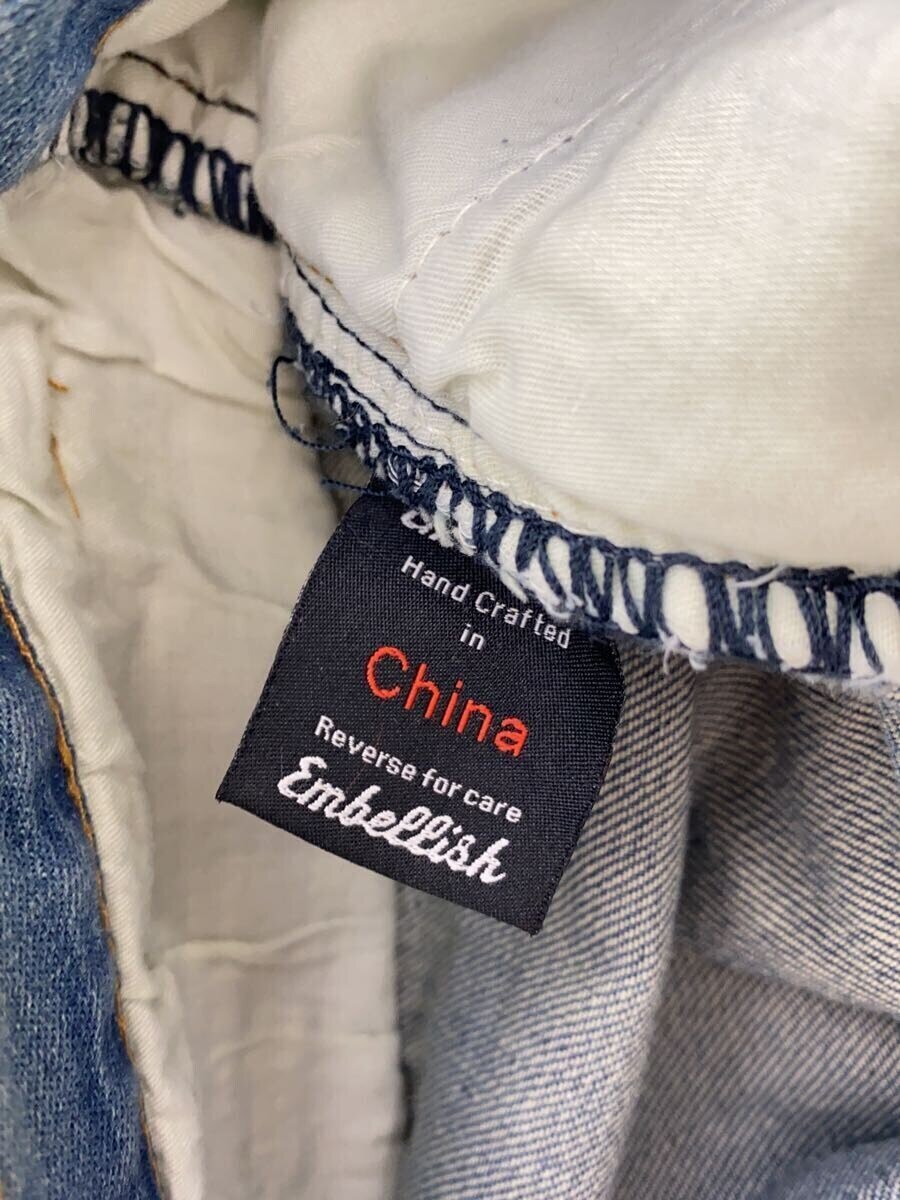 Hand Crafted
in
China
Reverse for care
Embellish